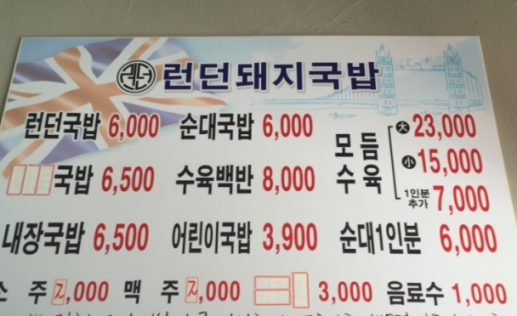 런던돼지국밥
런던국밥 6,000 순대국밥 6,000 모듬수육 大 23,000
小 15,000
국밥 6,500 수육백반 8,000 1인분추가 7,000
내장국밥 6,500 어린이국밥 3,900 순대1인분 6,000
소 주 ,000 맥 주 ,000 3,000 음료수 1,000